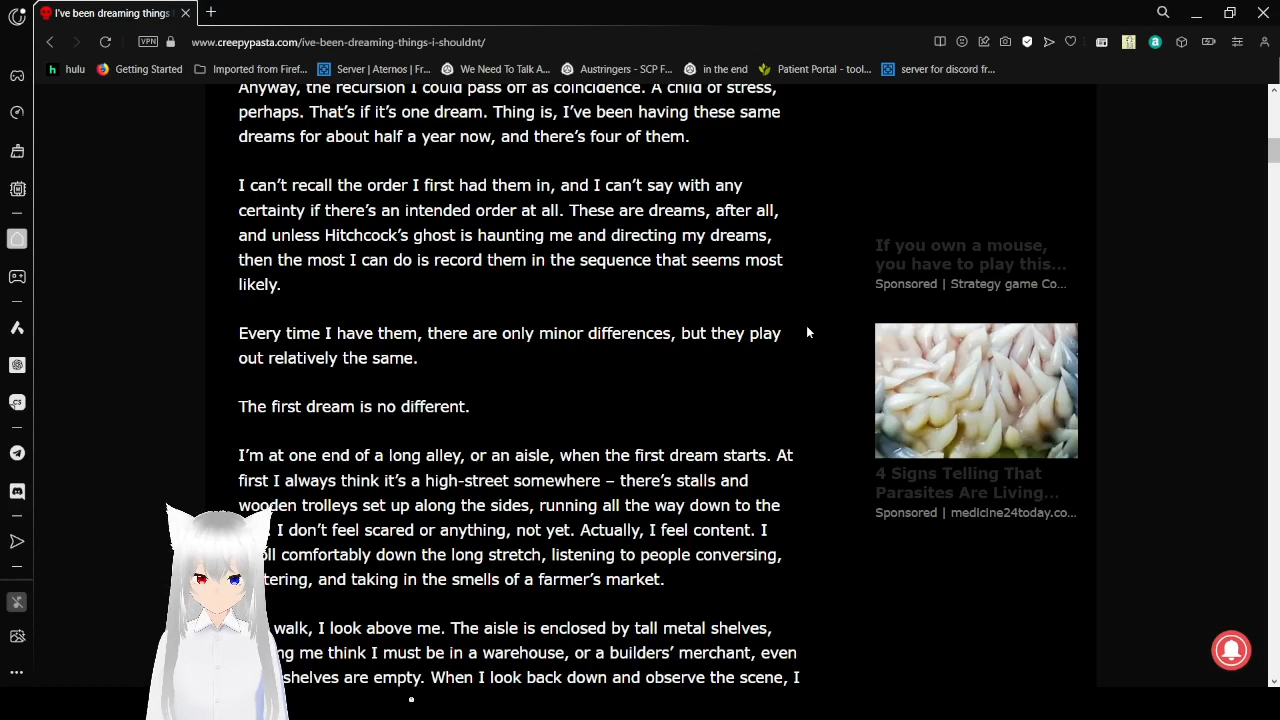 I've been dreaming things
www.creepypasta.com/ive-been-dreaming-things-i-shouldnt/
VPN
hulu
Getting Started
Imported from Firef...
Server | Aternos | Fr...
We Need To Talk A...
Austringers - SCP F...
in the end
Patient Portal - tool...
server for discord fr...
Anyway, the recursion I could pass off as coincidence. A child of stress,
perhaps. That's if it's one dream. Thing is, I've been having these same
dreams for about half a year now, and there's four of them.
I can't recall the order I first had them in, and I can't say with any
certainty if there's an intended order at all. These are dreams, after all,
and unless Hitchcock's ghost is haunting me and directing my dreams,
then the most I can do is record them in the sequence that seems most
likely.
Every time I have them, there are only minor differences, but they play
out relatively the same.
The first dream is no different.
I'm at one end of a long alley, or an aisle, when the first dream starts. At
first I always think it's a high-street somewhere – there's stalls and
wooden trolleys set up along the sides, running all the way down to the
I don't feel scared or anything, not yet. Actually, I feel content. I
comfortably down the long stretch, listening to people conversing,
and taking in the smells of a farmer's market.
walk, I look above me. The aisle is enclosed by tall metal shelves,
me think I must be in a warehouse, or a builders' merchant, even
shelves are empty. When I look back down and observe the scene, I
If you own a mouse,
you have to play this...
Sponsored | Strategy game Co...
4 Signs Telling That
Parasites Are Living...
Sponsored | medicine24today.co...